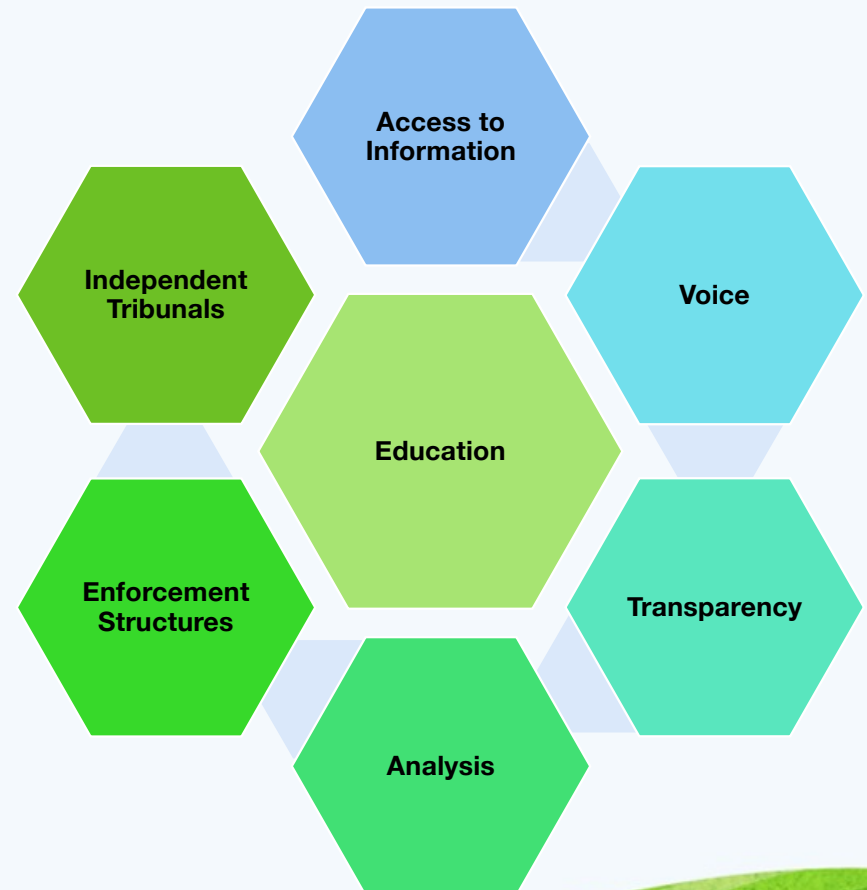 Access to
Information
Voice
Transparency
Analysis
Enforcement
Structures
Independent
Tribunals
Education